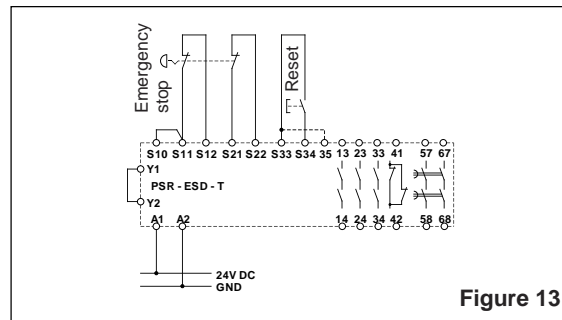 Emergency
stop
Reset
S10 S11 S12 S21 S22 S33 S34 35 13 23 33 41 57 67
Y1
PSR - ESD - T
Y2
A1 A2 14 24 34 42 58 68
24V DC
GND
Figure 13